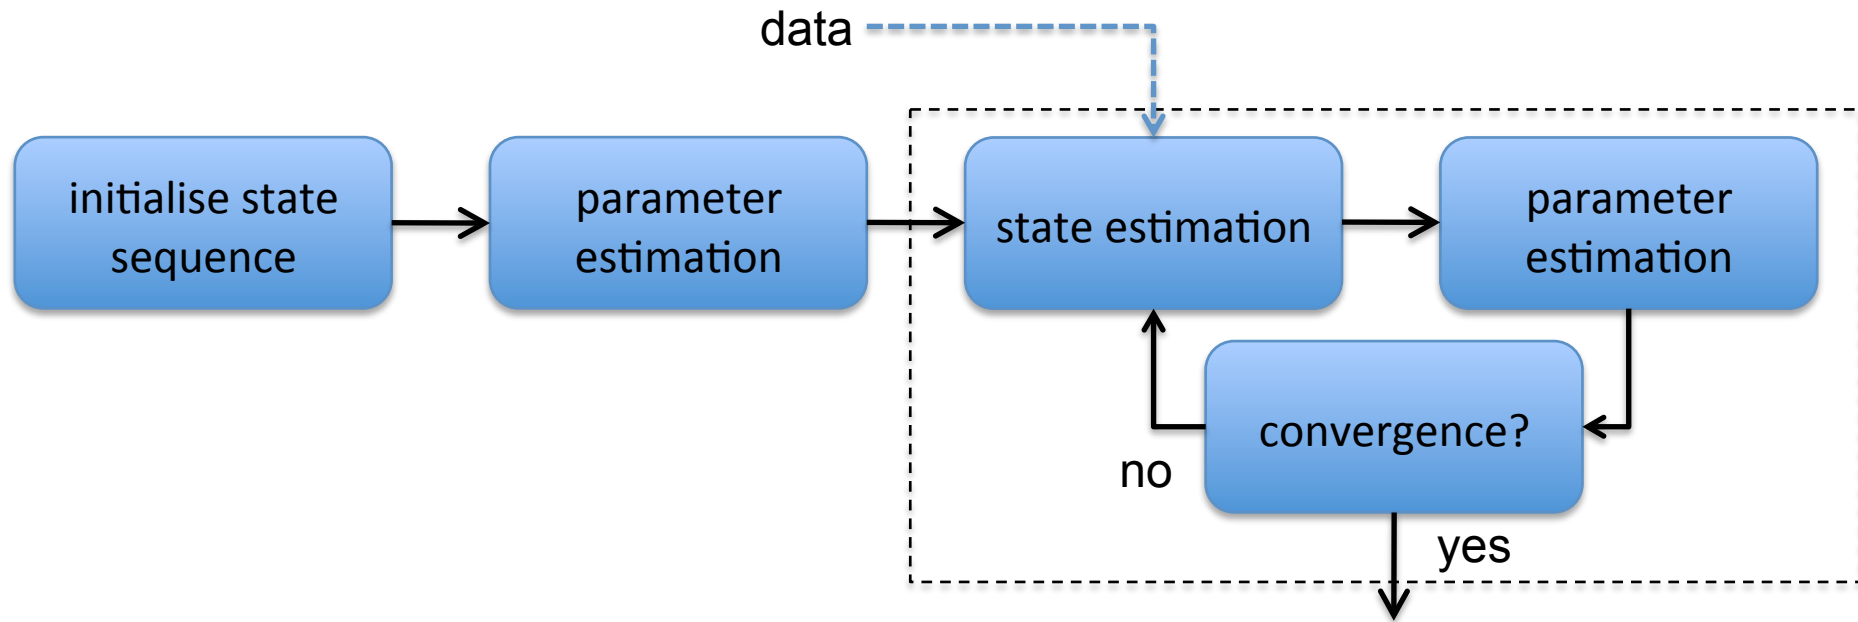 data
initialise state
sequence
parameter
estimation
state estimation
parameter
estimation
convergence?
no
yes